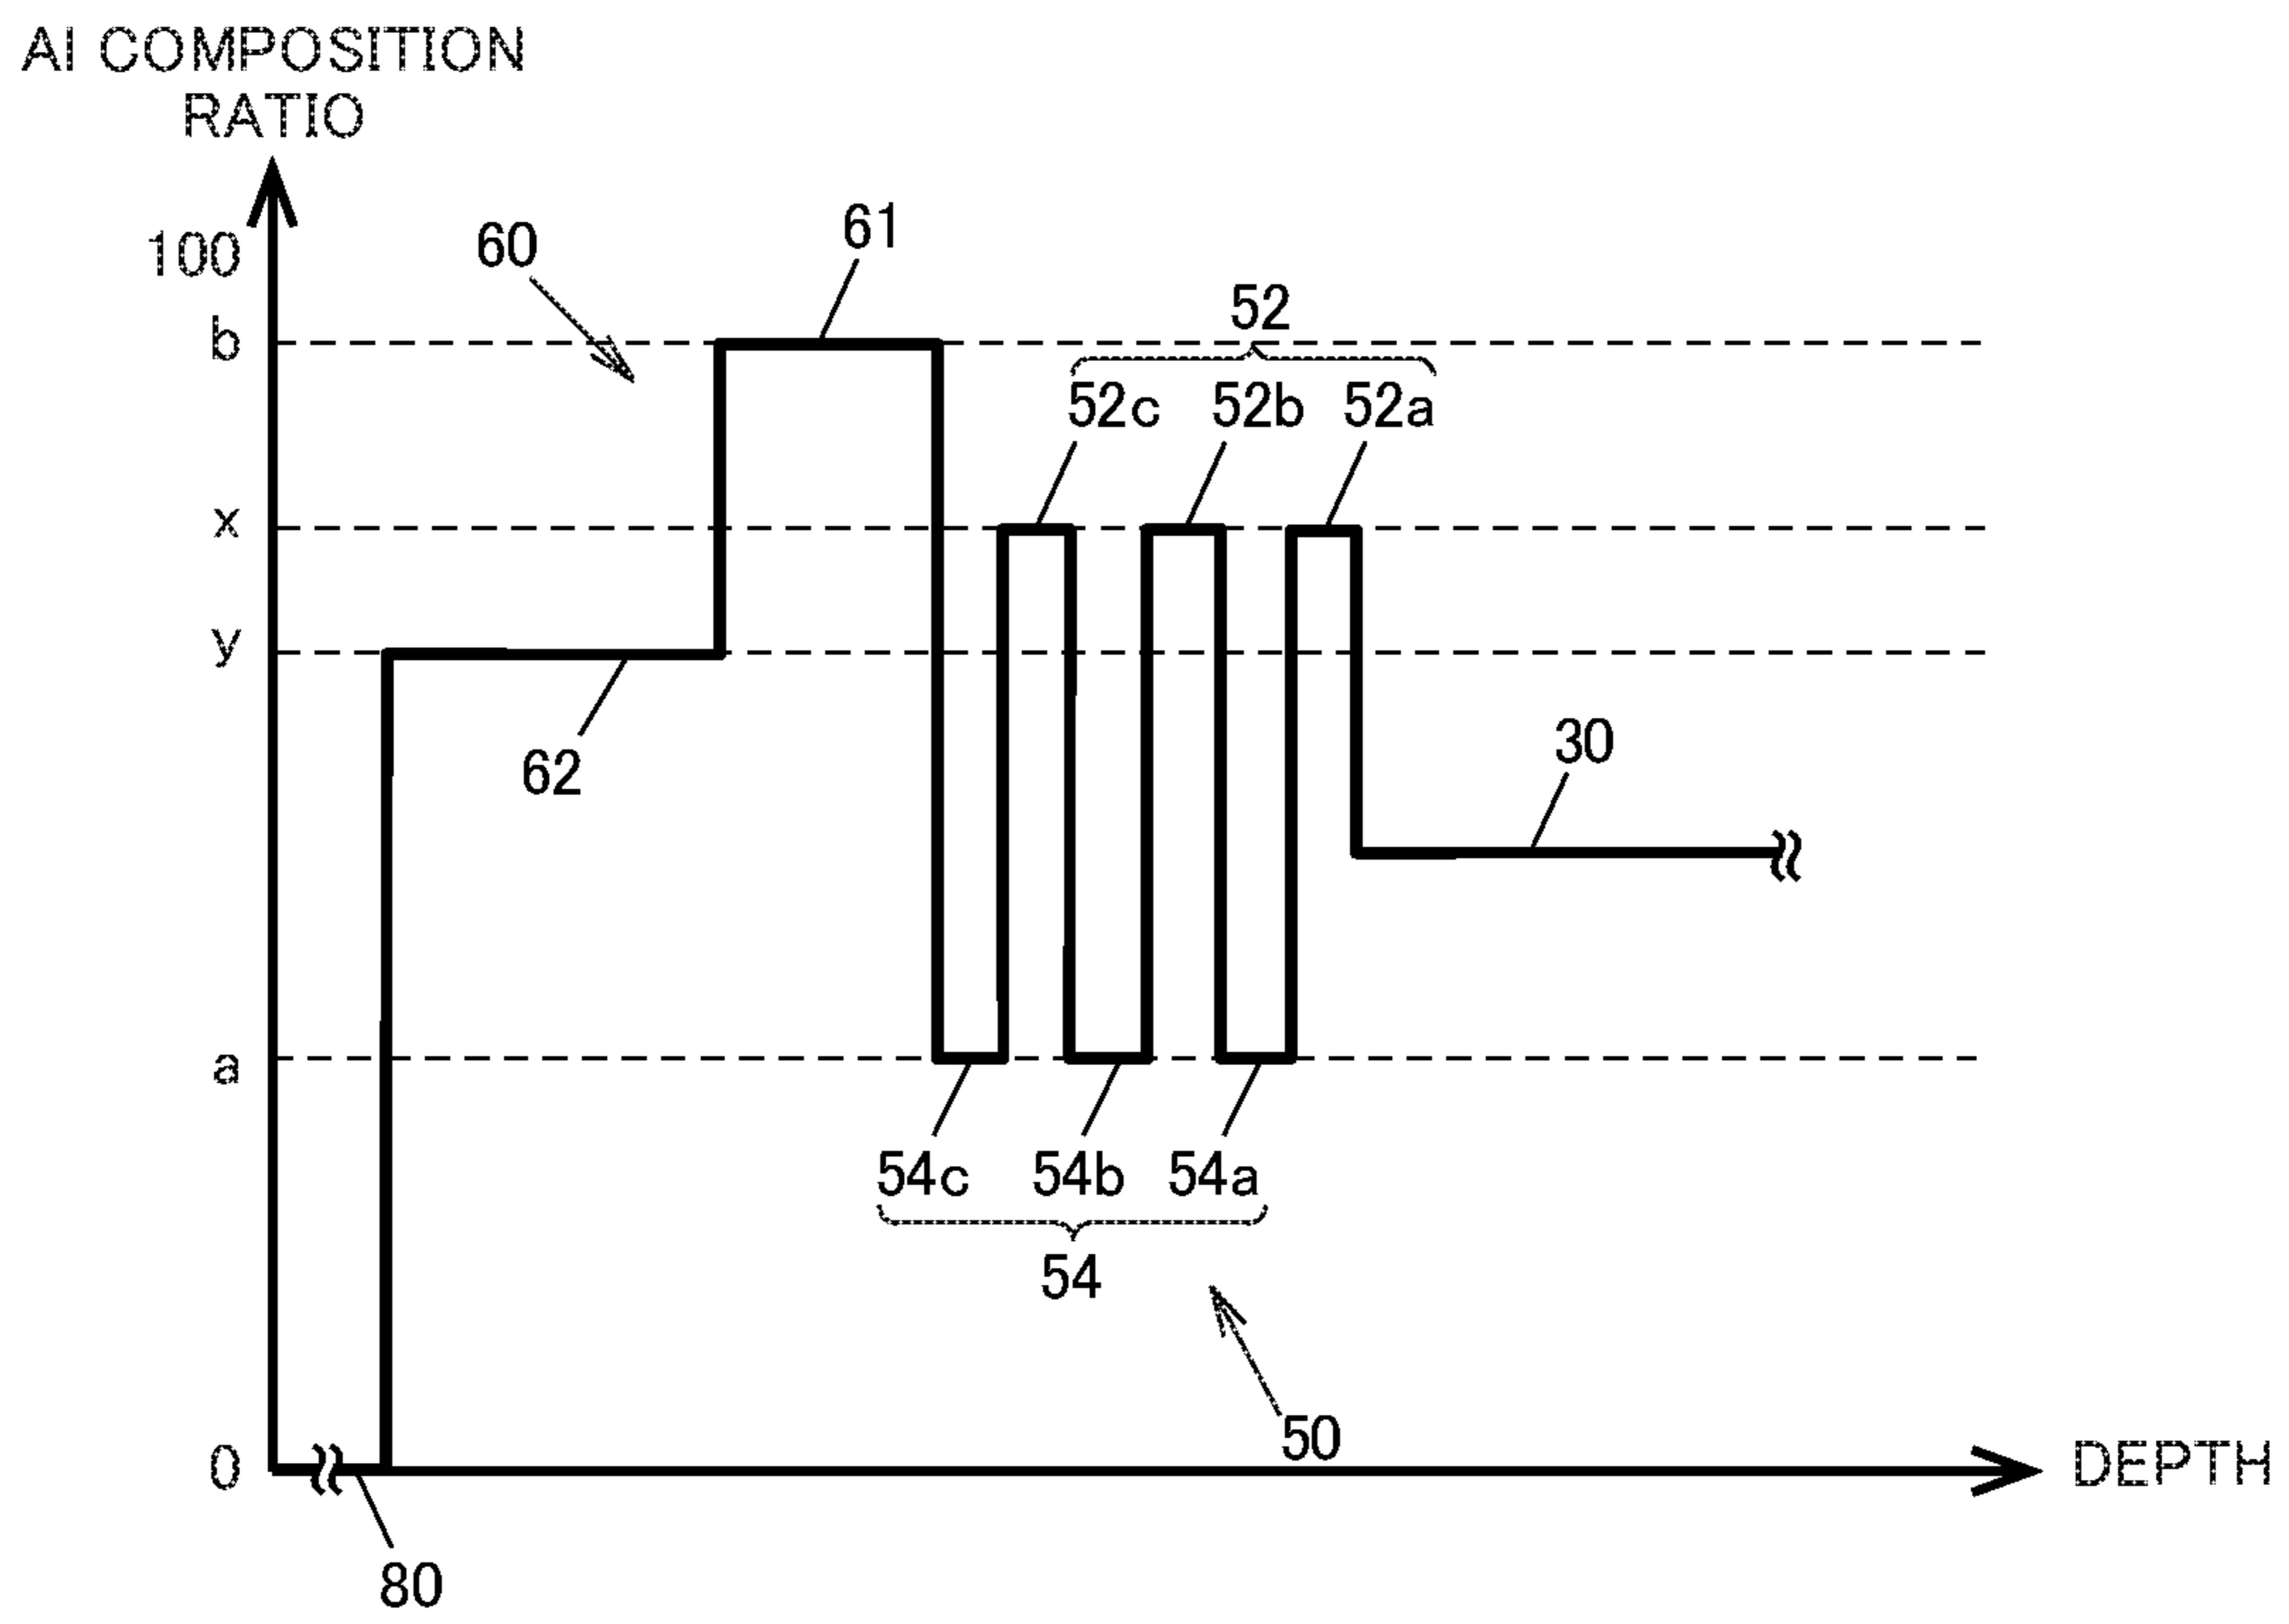 Al COMPOSITION
RATIO
100
60
61
52
b
52c 52b 52a
x
y
62
30
a
54c 54b 54a
54
50
0
DEPTH
80